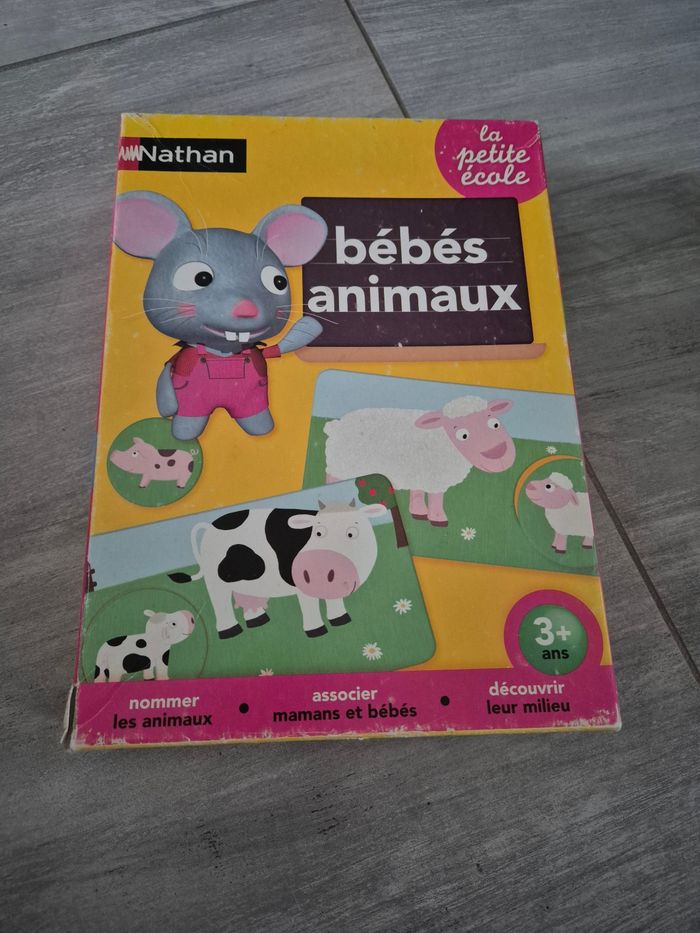 Nathan
la
petite
école
bébés
animaux
3+
ans
nommer
les animaux
•
associer
mamans et bébés
•
découvrir
leur milieu